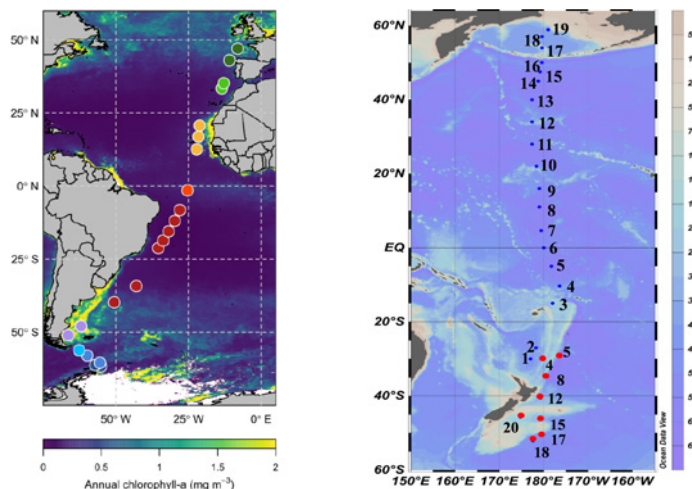 50° N
25° N
0° N
25° S
50° S
50° W
25° W
0° E
0
0.5
1
1.5
2
Annual chlorophyll-a (mg m⁻³)
60°N
40°N
20°N
EQ
20°S
40°S
60°S
150°E
160°E
170°E
180°E
170°W
160°W
19
18
17
16
15
14
13
12
11
10
9
8
7
6
5
4
3
2
1
5
4
8
12
20
15
17
18
Ocean Data View